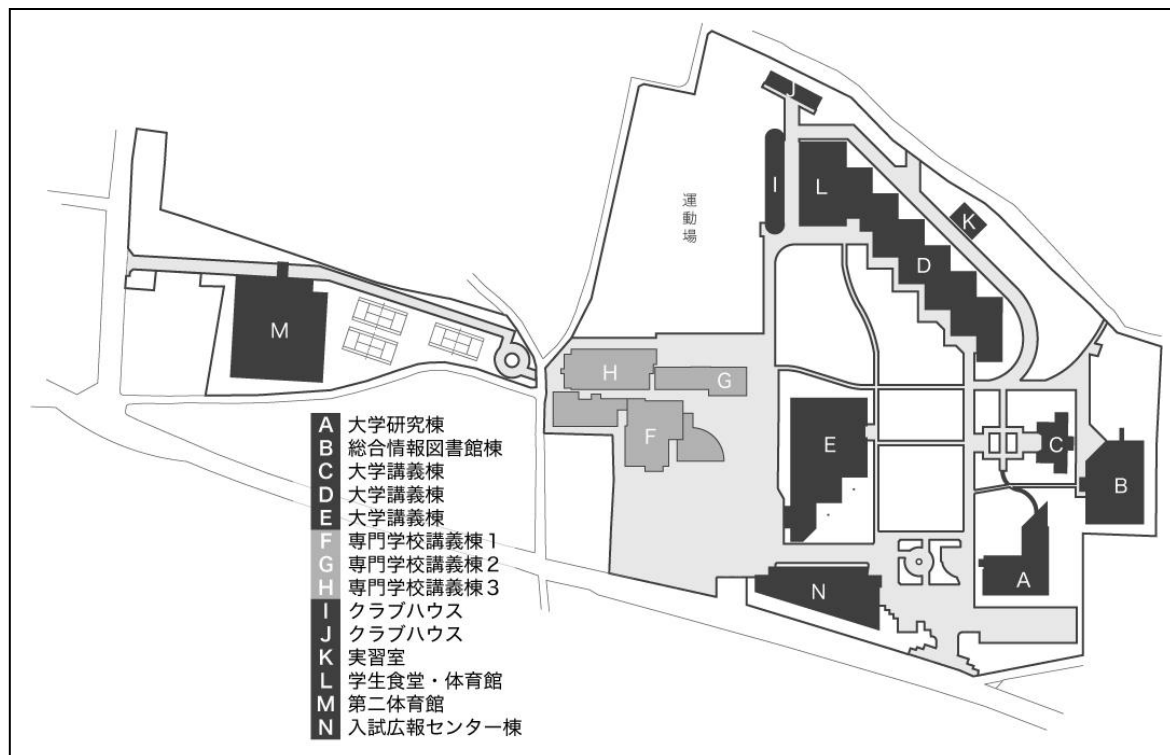 J
I
L
K
運動場
D
M
H
G
F
E
C
B
A
N
A 大学研究棟
B 総合情報図書館棟
C 大学講義棟
D 大学講義棟
E 大学講義棟
F 専門学校講義棟1
G 専門学校講義棟2
H 専門学校講義棟3
I クラブハウス
J クラブハウス
K 実習室
L 学生食堂・体育館
M 第二体育館
N 入試広報センター棟